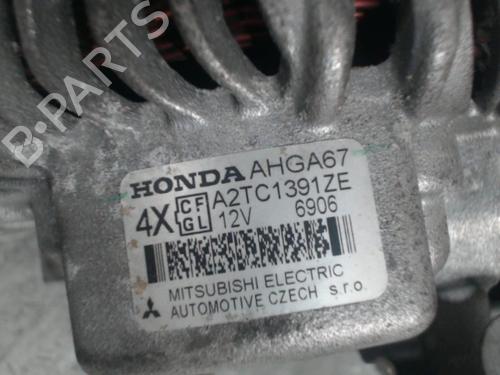 B-PARTS
HONDA AHGA67
4X CF GL A2TC1391ZE
12V 6906
MITSUBISHI ELECTRIC
AUTOMOTIVE CZECH s.r.o.